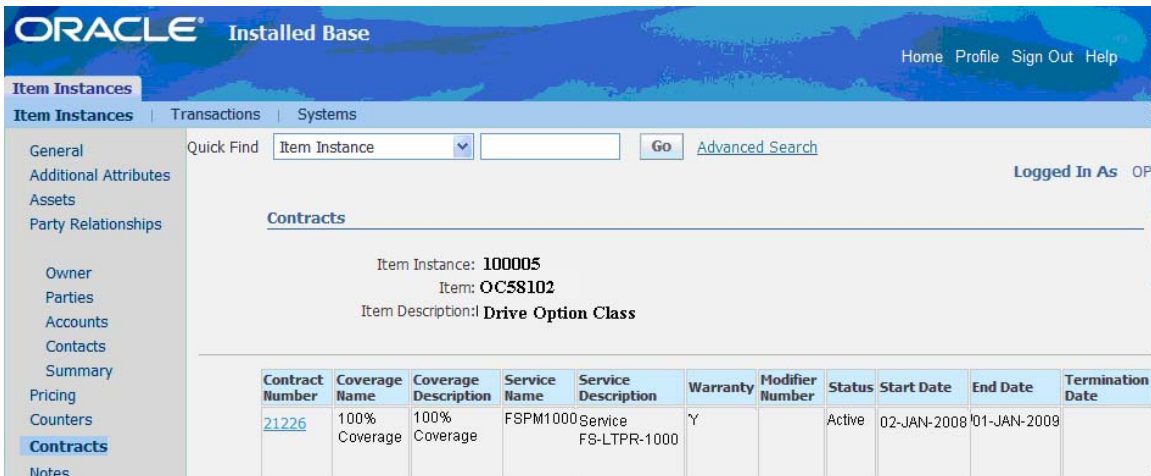 ORACLE® Installed Base
Home Profile Sign Out Help
Item Instances
Item Instances | Transactions | Systems
Quick Find Item Instance Go Advanced Search
Logged In As OP
General
Additional Attributes
Assets
Party Relationships
Owner
Parties
Accounts
Contacts
Summary
Pricing
Counters
Contracts
Notes
Contracts
Item Instance: 100005
Item: OC58102
Item Description: Drive Option Class
Contract Number Coverage Name Coverage Description Service Name Service Description Warranty Modifier Number Status Start Date End Date Termination Date
21226 100% Coverage 100% Coverage FSPM1000 Service FS-LTPR-1000 Y Active 02-JAN-2008 01-JAN-2009